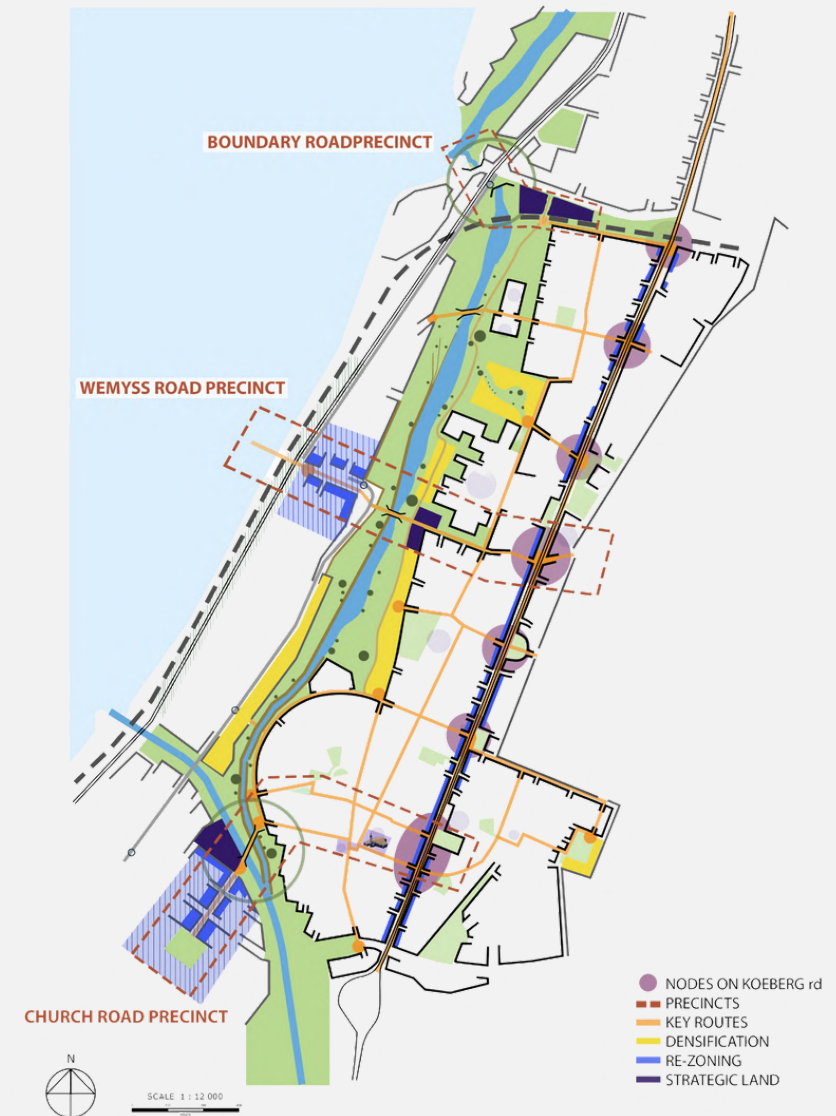 BOUNDARY ROADPRECINCT
WEMYSS ROAD PRECINCT
CHURCH ROAD PRECINCT
NODES ON KOEBERG rd
PRECINCTS
KEY ROUTES
DENSIFICATION
RE-ZONING
STRATEGIC LAND
N
SCALE 1 : 12 000